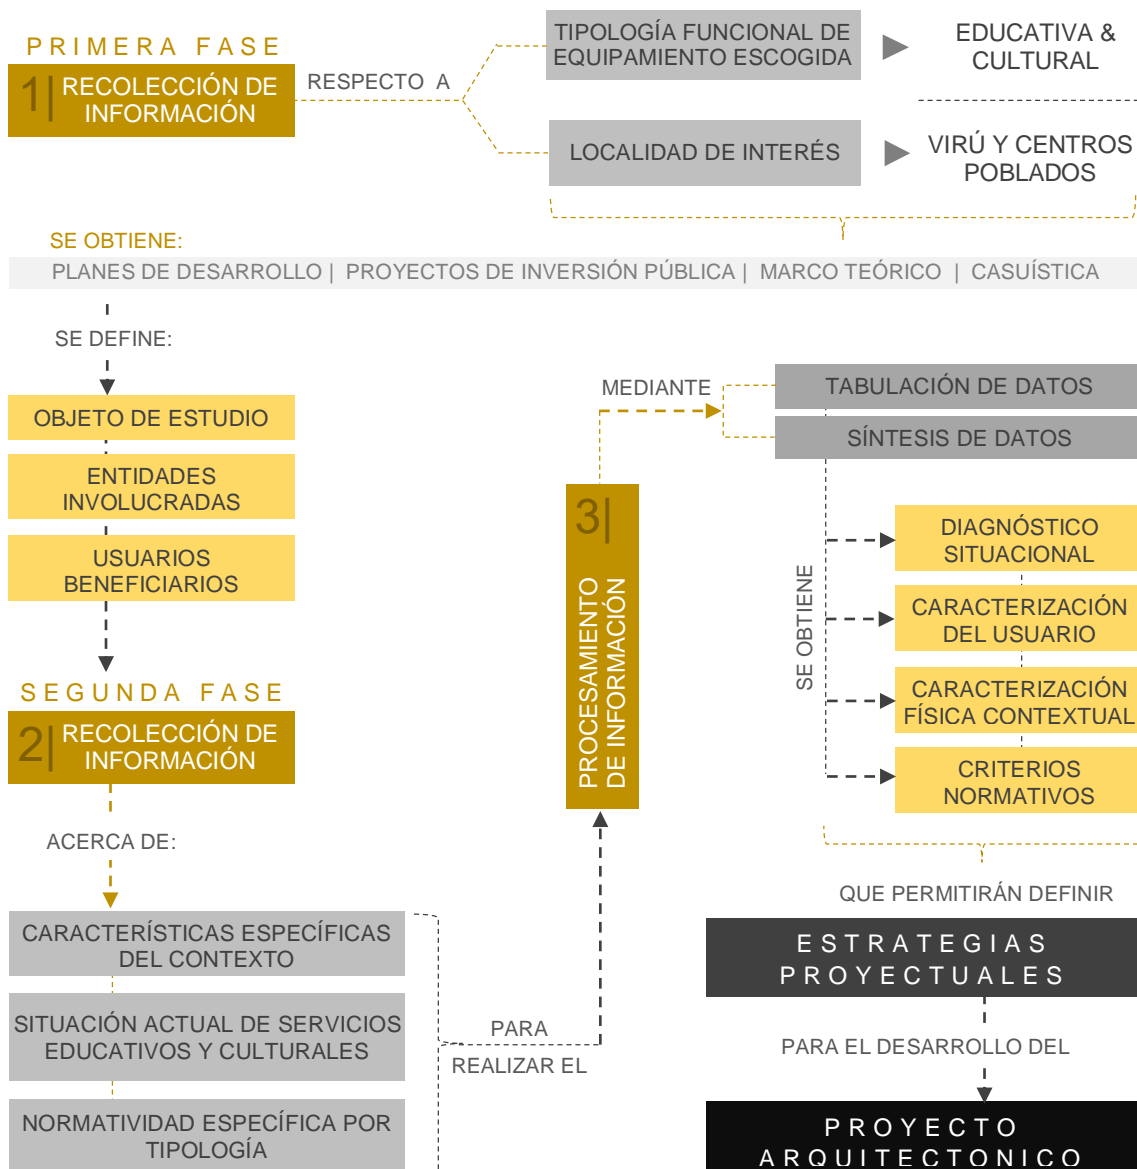 PRIMERA FASE
1| RECOLECCIÓN DE
INFORMACIÓN
RESPECTO A
TIPOLOGÍA FUNCIONAL DE
EQUIPAMIENTO ESCOGIDA
EDUCATIVA &
CULTURAL
LOCALIDAD DE INTERÉS
VIRÚ Y CENTROS
POBLADOS
SE OBTIENE:
PLANES DE DESARROLLO | PROYECTOS DE INVERSIÓN PÚBLICA | MARCO TEÓRICO | CASUÍSTICA
SE DEFINE:
OBJETO DE ESTUDIO
ENTIDADES
INVOLUCRADAS
USUARIOS
BENEFICIARIOS
SEGUNDA FASE
2| RECOLECCIÓN DE
INFORMACIÓN
ACERCA DE:
CARACTERÍSTICAS ESPECÍFICAS
DEL CONTEXTO
SITUACIÓN ACTUAL DE SERVICIOS
EDUCATIVOS Y CULTURALES
NORMATIVIDAD ESPECÍFICA POR
TIPOLOGÍA
PARA
REALIZAR EL
3|
PROCESAMIENTO
DE INFORMACIÓN
MEDIANTE
TABULACIÓN DE DATOS
SÍNTESIS DE DATOS
SE OBTIENE
DIAGNÓSTICO
SITUACIONAL
CARACTERIZACIÓN
DEL USUARIO
CARACTERIZACIÓN
FÍSICA CONTEXTUAL
CRITERIOS
NORMATIVOS
QUE PERMITIRÁN DEFINIR
ESTRATEGIAS
PROYECTUALES
PARA EL DESARROLLO DEL
PROYECTO
ARQUITECTONICO